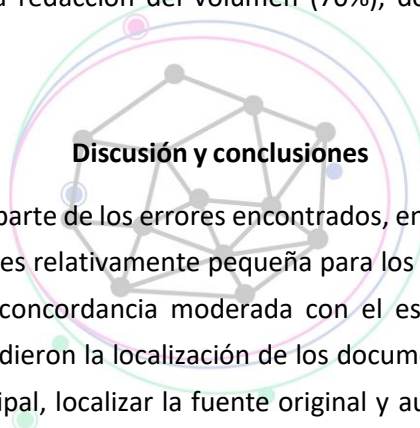 redacción del volumen (70%), d
Discusión y conclusiones
parte de los errores encontrados, en
es relativamente pequeña para los
concordancia moderada con el es
dieron la localización de los docum
ipal, localizar la fuente original y au